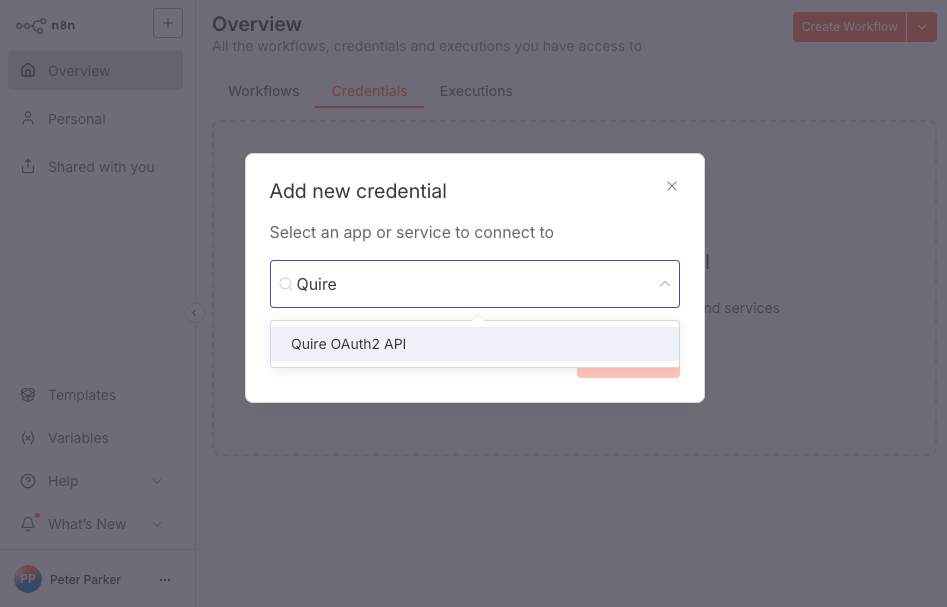 n8n
Overview
Personal
Shared with you
Templates
Variables
Help
What's New
PP
Peter Parker
Overview
All the workflows, credentials and executions you have access to
Create Workflow
Workflows
Credentials
Executions
nd services
Add new credential
Select an app or service to connect to
Quire
Quire OAuth2 API